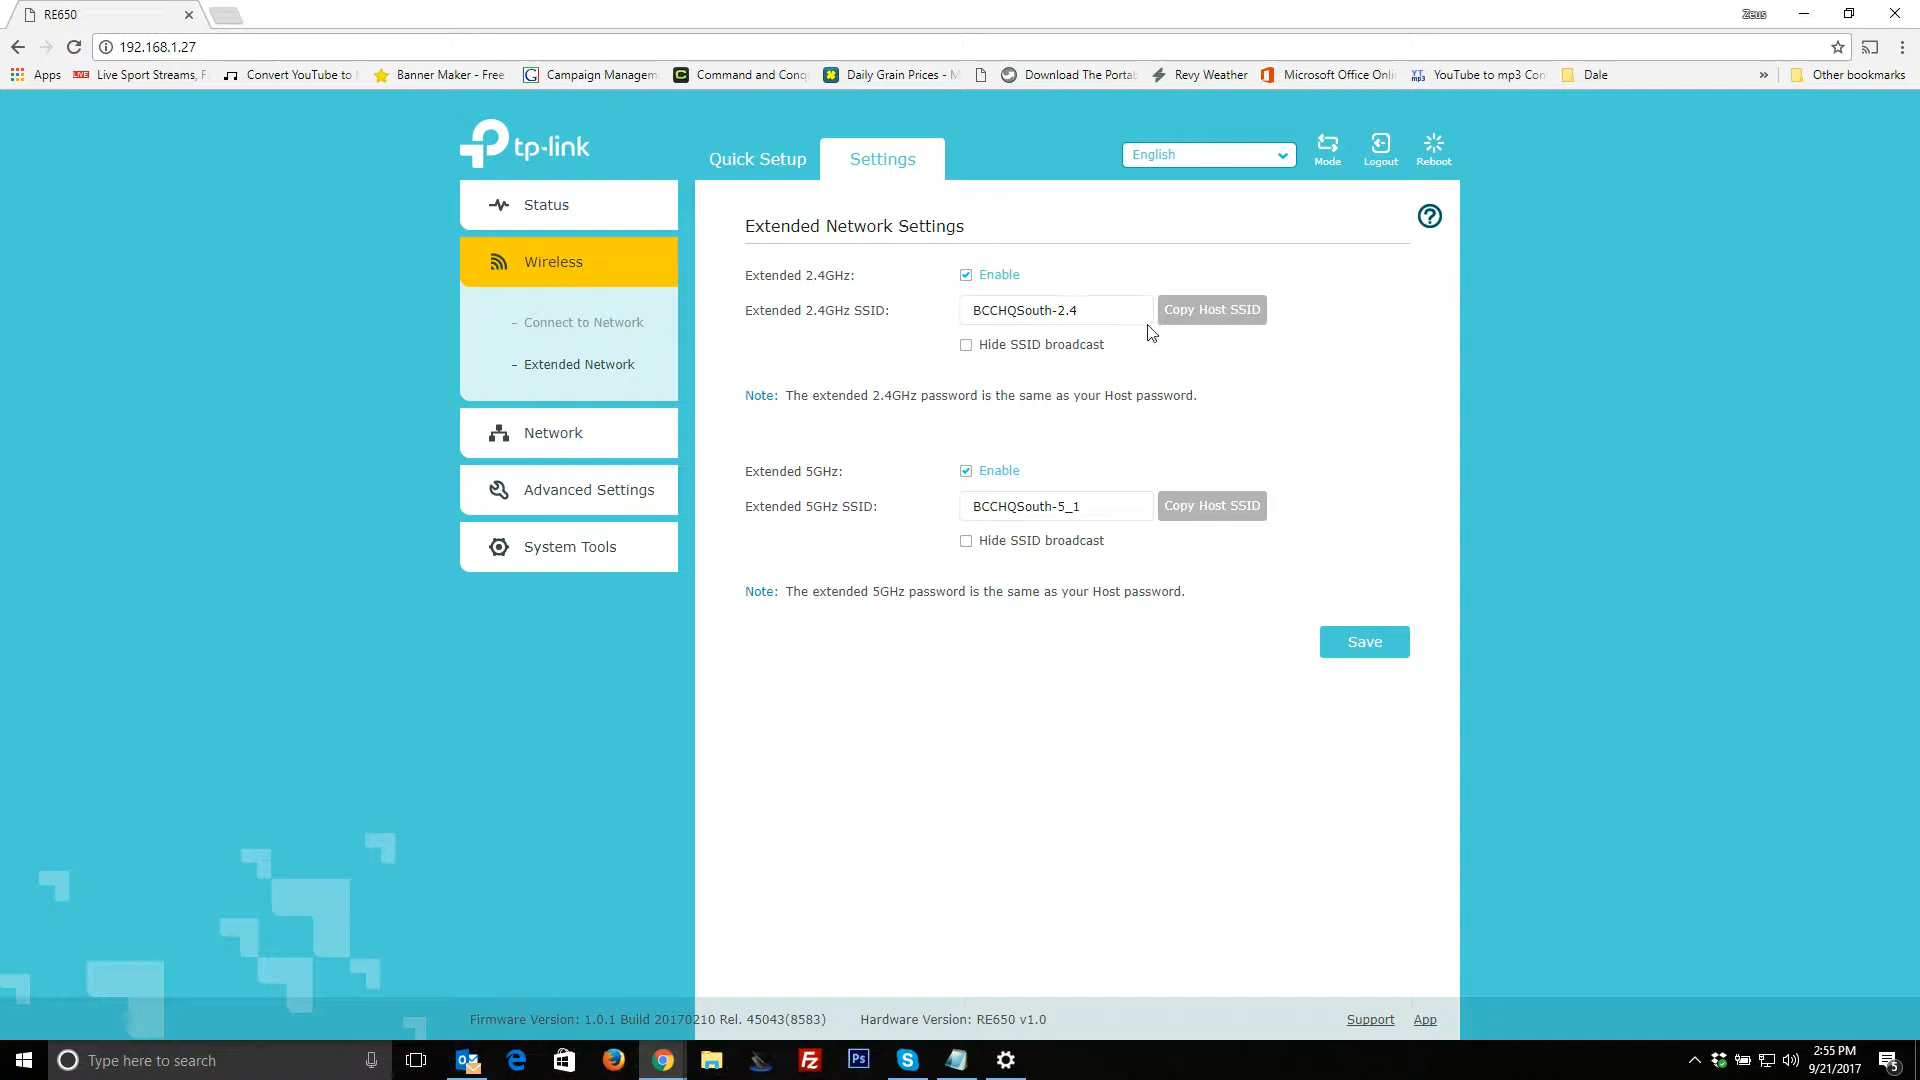 RE650
Zeus
192.168.1.27
Apps
Live Sport Streams, F
Convert YouTube to
Banner Maker - Free
Campaign Managem
Command and Conq
Daily Grain Prices - M
Download The Portab
Revy Weather
Microsoft Office Onli
YouTube to mp3 Con
Dale
»
Other bookmarks
tp-link
Quick Setup
Settings
English
Mode
Logout
Reboot
Status
Wireless
- Connect to Network
- Extended Network
Network
Advanced Settings
System Tools
Extended Network Settings
Extended 2.4GHz:
Enable
Extended 2.4GHz SSID:
BCCHQSouth-2.4
Copy Host SSID
Hide SSID broadcast
Note: The extended 2.4GHz password is the same as your Host password.
Extended 5GHz:
Enable
Extended 5GHz SSID:
BCCHQSouth-5_1
Copy Host SSID
Hide SSID broadcast
Note: The extended 5GHz password is the same as your Host password.
Save
Firmware Version: 1.0.1 Build 20170210 Rel. 45043(8583)
Hardware Version: RE650 v1.0
Support
App
Type here to search
Ps
2:55 PM
9/21/2017
5